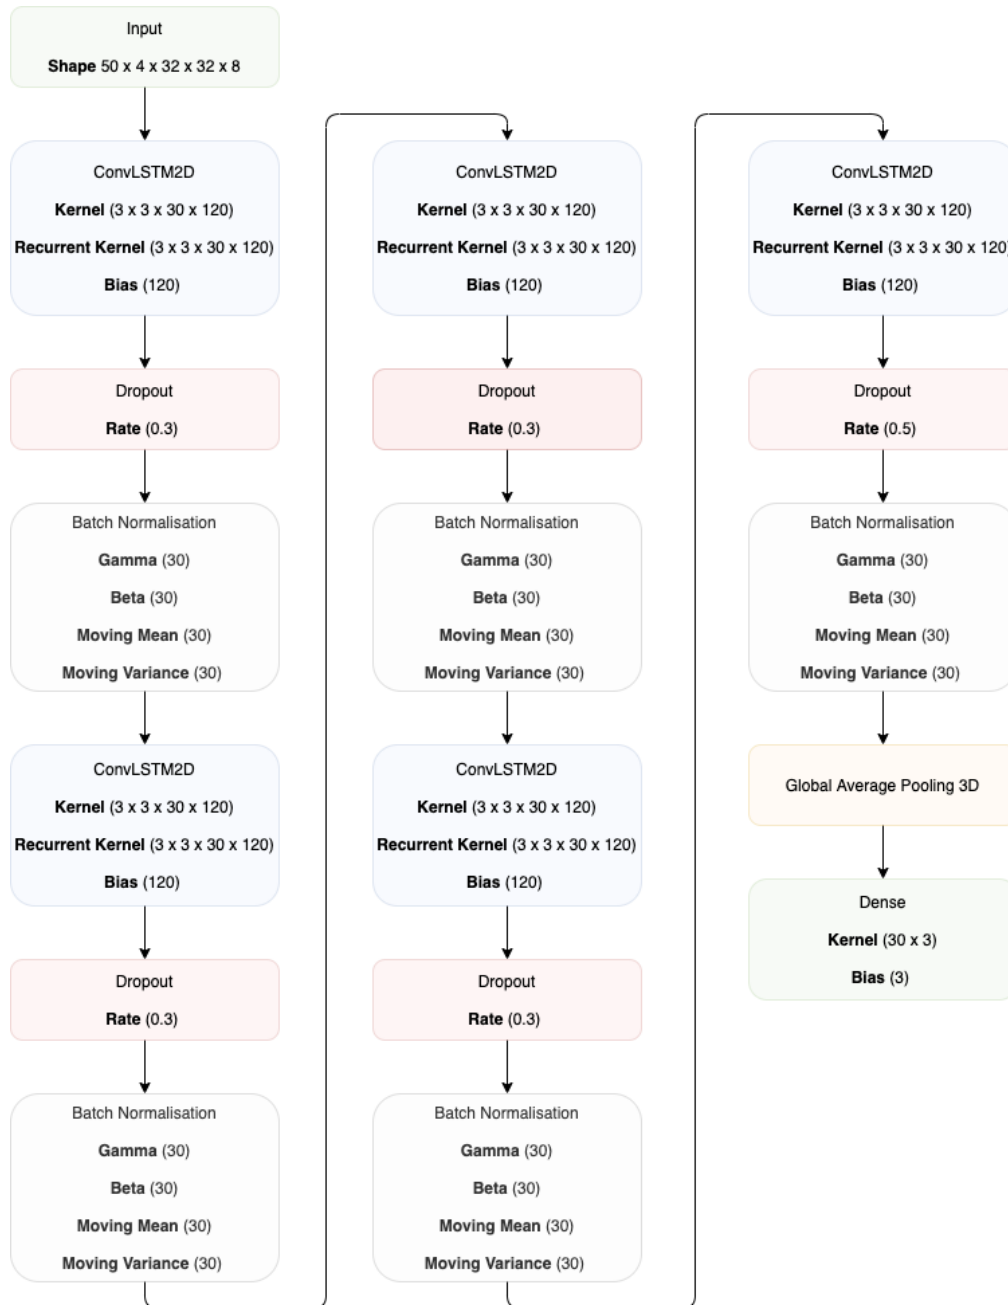 Input
Shape 50 x 4 x 32 x 32 x 8
ConvLSTM2D
Kernel (3 x 3 x 30 x 120)
Recurrent Kernel (3 x 3 x 30 x 120)
Bias (120)
Dropout
Rate (0.3)
Batch Normalisation
Gamma (30)
Beta (30)
Moving Mean (30)
Moving Variance (30)
ConvLSTM2D
Kernel (3 x 3 x 30 x 120)
Recurrent Kernel (3 x 3 x 30 x 120)
Bias (120)
Dropout
Rate (0.3)
Batch Normalisation
Gamma (30)
Beta (30)
Moving Mean (30)
Moving Variance (30)
ConvLSTM2D
Kernel (3 x 3 x 30 x 120)
Recurrent Kernel (3 x 3 x 30 x 120)
Bias (120)
Dropout
Rate (0.3)
Batch Normalisation
Gamma (30)
Beta (30)
Moving Mean (30)
Moving Variance (30)
ConvLSTM2D
Kernel (3 x 3 x 30 x 120)
Recurrent Kernel (3 x 3 x 30 x 120)
Bias (120)
Dropout
Rate (0.3)
Batch Normalisation
Gamma (30)
Beta (30)
Moving Mean (30)
Moving Variance (30)
ConvLSTM2D
Kernel (3 x 3 x 30 x 120)
Recurrent Kernel (3 x 3 x 30 x 120)
Bias (120)
Dropout
Rate (0.5)
Batch Normalisation
Gamma (30)
Beta (30)
Moving Mean (30)
Moving Variance (30)
Global Average Pooling 3D
Dense
Kernel (30 x 3)
Bias (3)